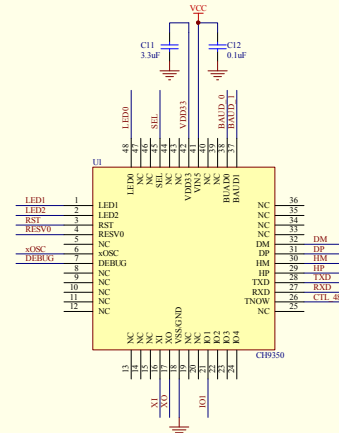 VCC
C11
3.3uF
C12
0.1uF
LED0
SEL
VDD33
BAUD_0
BAUD_1
48
47
46
45
44
43
42
41
40
39
38
37
U1
LED0
NC
NC
SEL
NC
NC
VDD33
VIN5
NC
NC
BUAD0
BAUD1
LED1 1 LED1 NC 36
LED2 2 LED2 NC 35
RST 3 RST NC 34
RESV0 4 RESV0 NC 33
5 NC DM 32 DM
xOSC 6 xOSC DP 31 DP
DEBUG 7 DEBUG HM 30 HM
8 NC HP 29 HP
9 NC TXD 28 TXD
10 NC RXD 27 RXD
11 NC TNOW 26 CTL_48
12 NC NC 25
NC
NC
NC
XI
XO
VSS/GND
NC
NC
IO1
IO2
IO3
IO4
CH9350
13
14
15
16
17
18
19
20
21
22
23
24
XI
XO
IO1